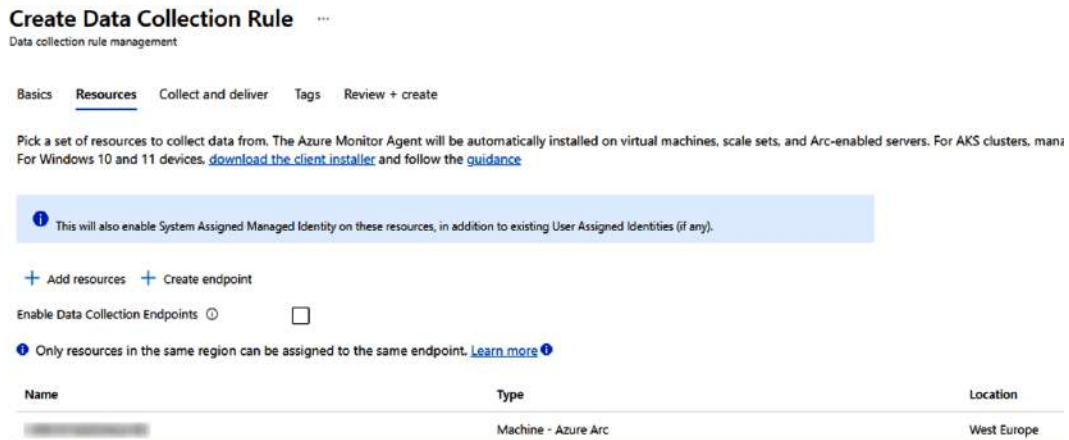 Create Data Collection Rule ...
Data collection rule management
Basics Resources Collect and deliver Tags Review + create
Pick a set of resources to collect data from. The Azure Monitor Agent will be automatically installed on virtual machines, scale sets, and Arc-enabled servers. For AKS clusters, mana
For Windows 10 and 11 devices, download the client installer and follow the guidance
This will also enable System Assigned Managed Identity on these resources, in addition to existing User Assigned Identities (if any).
+ Add resources + Create endpoint
Enable Data Collection Endpoints
Only resources in the same region can be assigned to the same endpoint. Learn more
Name Type Location
Machine - Azure Arc West Europe